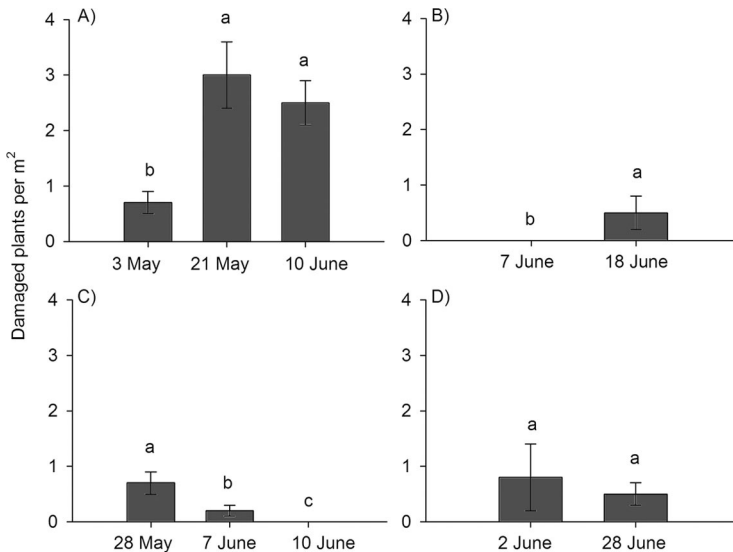 Damaged plants per m²
A)
4
3
2
1
0
b
a
a
3 May
21 May
10 June
B)
4
3
2
1
0
b
a
7 June
18 June
C)
4
3
2
1
0
a
b
c
28 May
7 June
10 June
D)
4
3
2
1
0
a
a
2 June
28 June